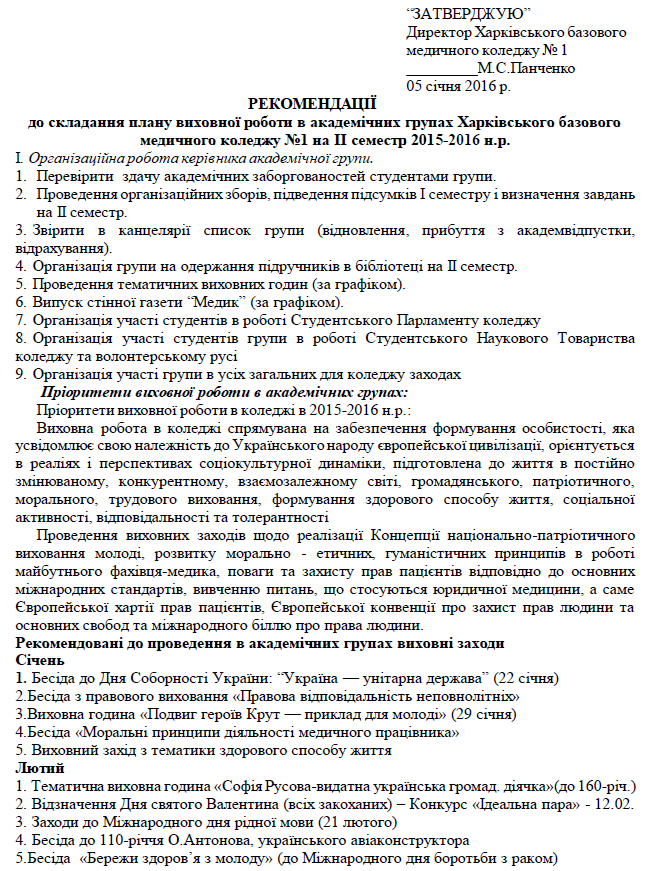 “ЗАТВЕРДЖУЮ”
Директор Харківського базового
медичного коледжу № 1
_________М.С.Панченко
05 січня 2016 р.
РЕКОМЕНДАЦІЇ
до складання плану виховної роботи в академічних групах Харківського базового
медичного коледжу №1 на ІІ семестр 2015-2016 н.р.
І. Організаційна робота керівника академічної групи.
1. Перевірити здачу академічних заборгованостей студентами групи.
2. Проведення організаційних зборів, підведення підсумків І семестру і визначення завдань
на ІІ семестр.
3. Звірити в канцелярії список групи (відновлення, прибуття з академвідпустки,
відрахування).
4. Організація групи на одержання підручників в бібліотеці на ІІ семестр.
5. Проведення тематичних виховних годин (за графіком).
6. Випуск стінної газети “Медик” (за графіком).
7. Організація участі студентів в роботі Студентського Парламенту коледжу
8. Організація участі студентів групи в роботі Студентського Наукового Товариства
коледжу та волонтерському русі
9. Організація участі групи в усіх загальних для коледжу заходах
Пріоритети виховної роботи в академічних групах:
Пріоритети виховної роботи в коледжі в 2015-2016 н.р.:
Виховна робота в коледжі спрямувана на забезпечення формування особистості, яка
усвідомлює свою належність до Українського народу європейської цивілізації, орієнтується
в реаліях і перспективах соціокультурної динаміки, підготовлена до життя в постійно
змінюваному, конкурентному, взаємозалежному світі, громадянського, патріотичного,
морального, трудового виховання, формування здорового способу життя, соціальної
активності, відповідальності та толерантності
Проведення виховних заходів щодо реалізації Концепції національно-патріотичного
виховання молоді, розвитку морально - етичних, гуманістичних принципів в роботі
майбутнього фахівця-медика, поваги та захисту прав пацієнтів відповідно до основних
міжнародних стандартів, вивченню питань, що стосуються юридичної медицини, а саме
Європейської хартії прав пацієнтів, Європейської конвенції про захист прав людини та
основних свобод та міжнародного біллю про права людини.
Рекомендовані до проведення в академічних групах виховні заходи
Січень
1. Бесіда до Дня Соборності України: “Україна — унітарна держава” (22 січня)
2.Бесіда з правового виховання «Правова відповідальність неповнолітніх»
3.Виховна година «Подвиг героїв Крут — приклад для молоді» (29 січня)
4.Бесіда «Моральні принципи діяльності медичного працівника»
5. Виховний захід з тематики здорового способу життя
Лютий
1. Тематична виховна година «Софія Русова-видатна українська громад. діячка»(до 160-річ.)
2. Відзначення Дня святого Валентина (всіх закоханих) – Конкурс «Ідеальна пара» - 12.02.
3. Заходи до Міжнародного дня рідної мови (21 лютого)
4. Бесіда до 110-річчя О.Антонова, українського авіаконструктора
5.Бесіда «Бережи здоров’я з молоду» (до Міжнародного дня боротьби з раком)